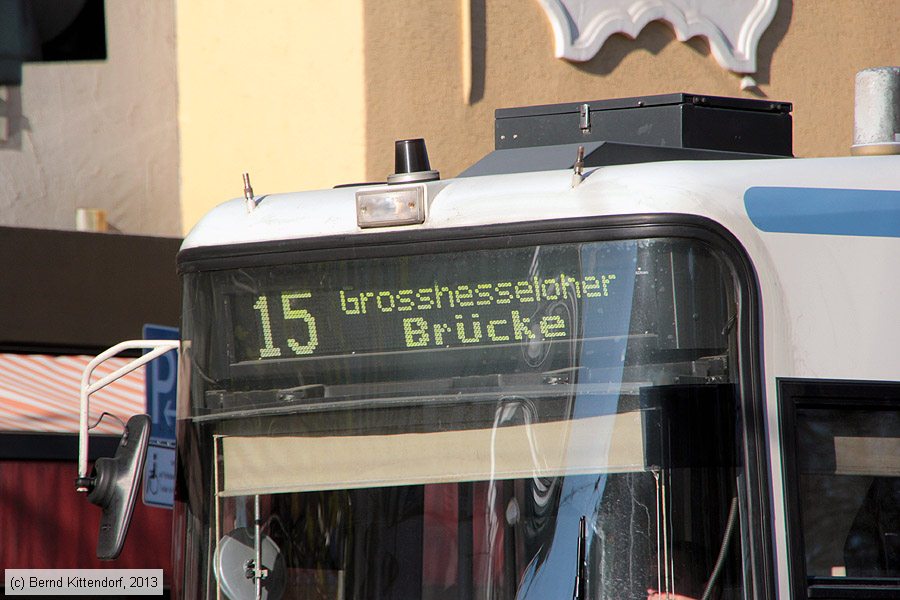 15 Grosshesseloher
Brücke
P
(c) Bernd Kittendorf, 2013